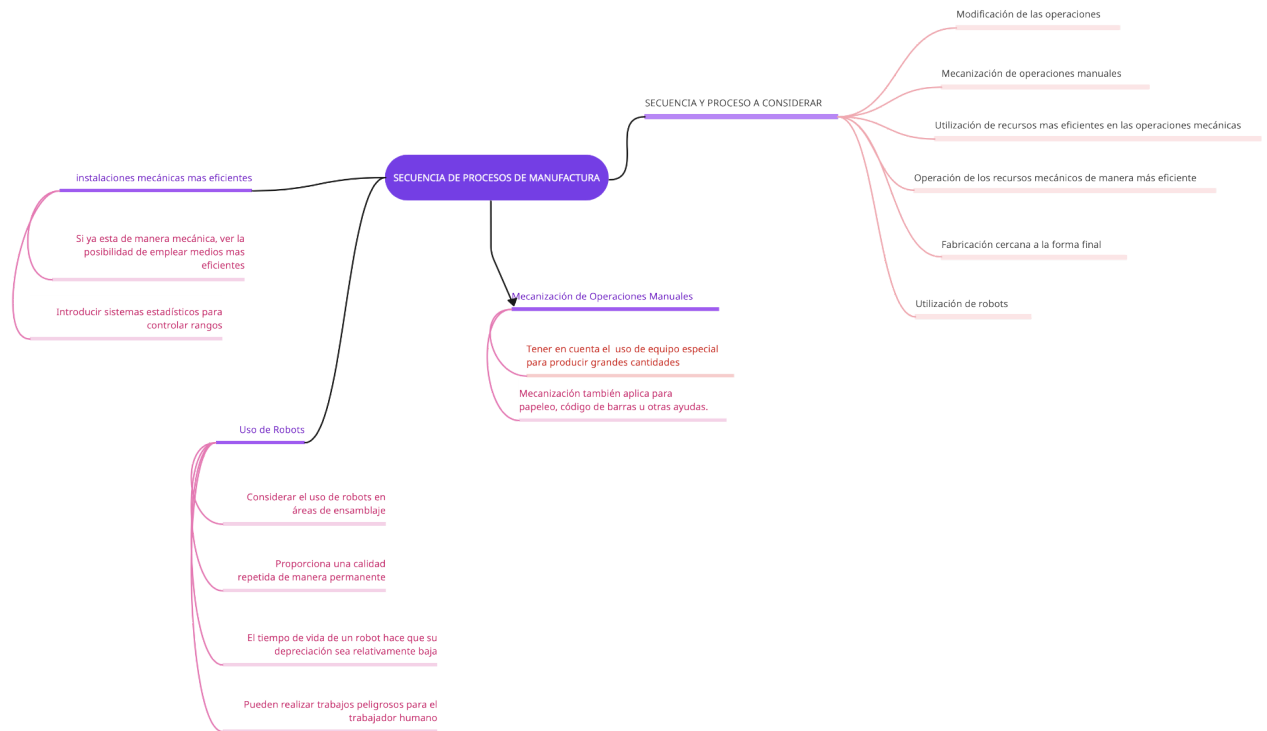 SECUENCIA DE PROCESOS DE MANUFACTURA
SECUENCIA Y PROCESO A CONSIDERAR
Modificación de las operaciones
Mecanización de operaciones manuales
Utilización de recursos mas eficientes en las operaciones mecánicas
Operación de los recursos mecánicos de manera más eficiente
Fabricación cercana a la forma final
Utilización de robots
instalaciones mecánicas mas eficientes
Si ya esta de manera mecánica, ver la
posibilidad de emplear medios mas
eficientes
Introducir sistemas estadísticos para
controlar rangos
Mecanización de Operaciones Manuales
Tener en cuenta el uso de equipo especial
para producir grandes cantidades
Mecanización también aplica para
papeleo, código de barras u otras ayudas.
Uso de Robots
Considerar el uso de robots en
áreas de ensamblaje
Proporciona una calidad
repetida de manera permanente
El tiempo de vida de un robot hace que su
depreciación sea relativamente baja
Pueden realizar trabajos peligrosos para el
trabajador humano